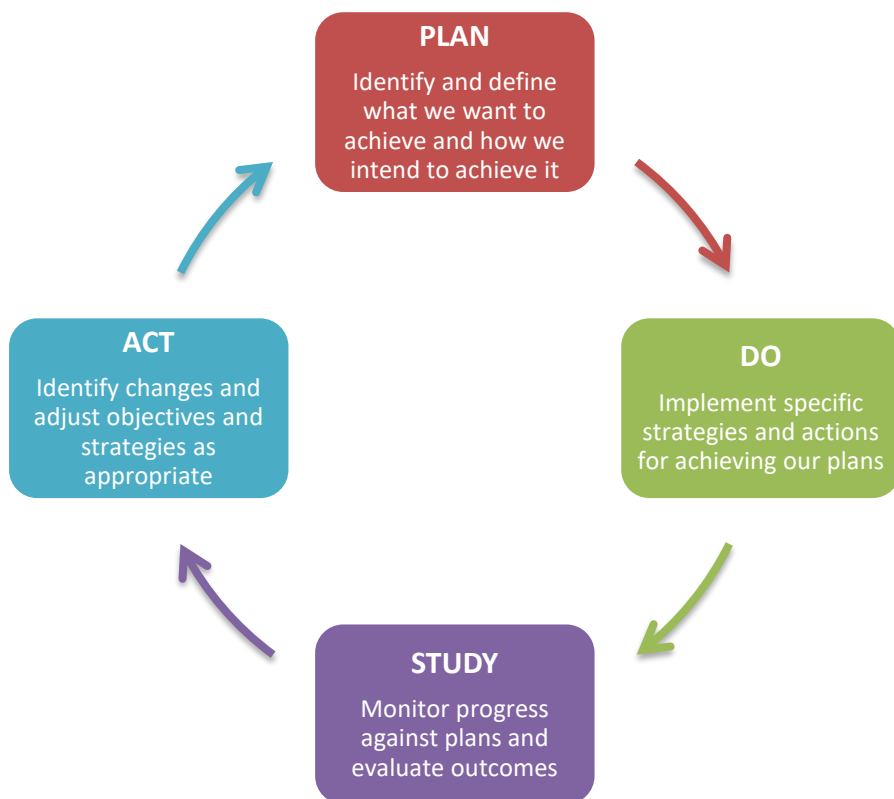 PLAN
Identify and define
what we want to
achieve and how we
intend to achieve it
DO
Implement specific
strategies and actions
for achieving our plans
STUDY
Monitor progress
against plans and
evaluate outcomes
ACT
Identify changes and
adjust objectives and
strategies as
appropriate